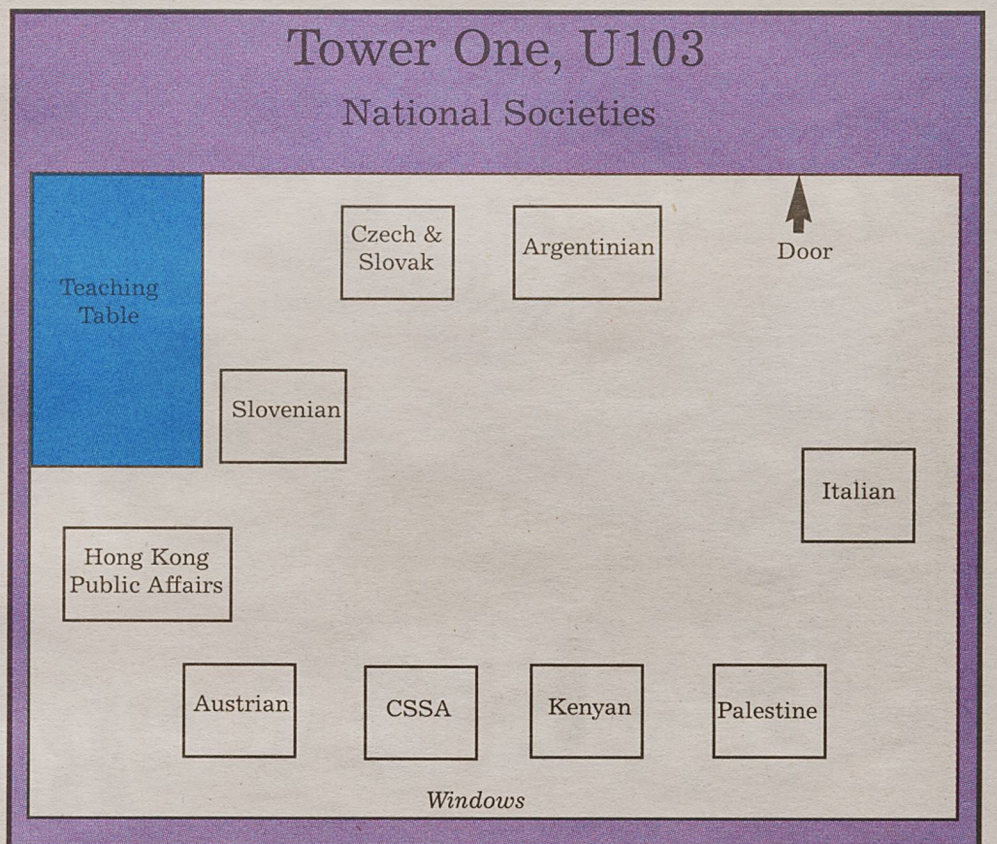 Tower One, U103
National Societies
Czech &
Slovak
Argentinian
Door
Teaching
Table
Slovenian
Italian
Hong Kong
Public Affairs
Austrian
CSSA
Kenyan
Palestine
Windows